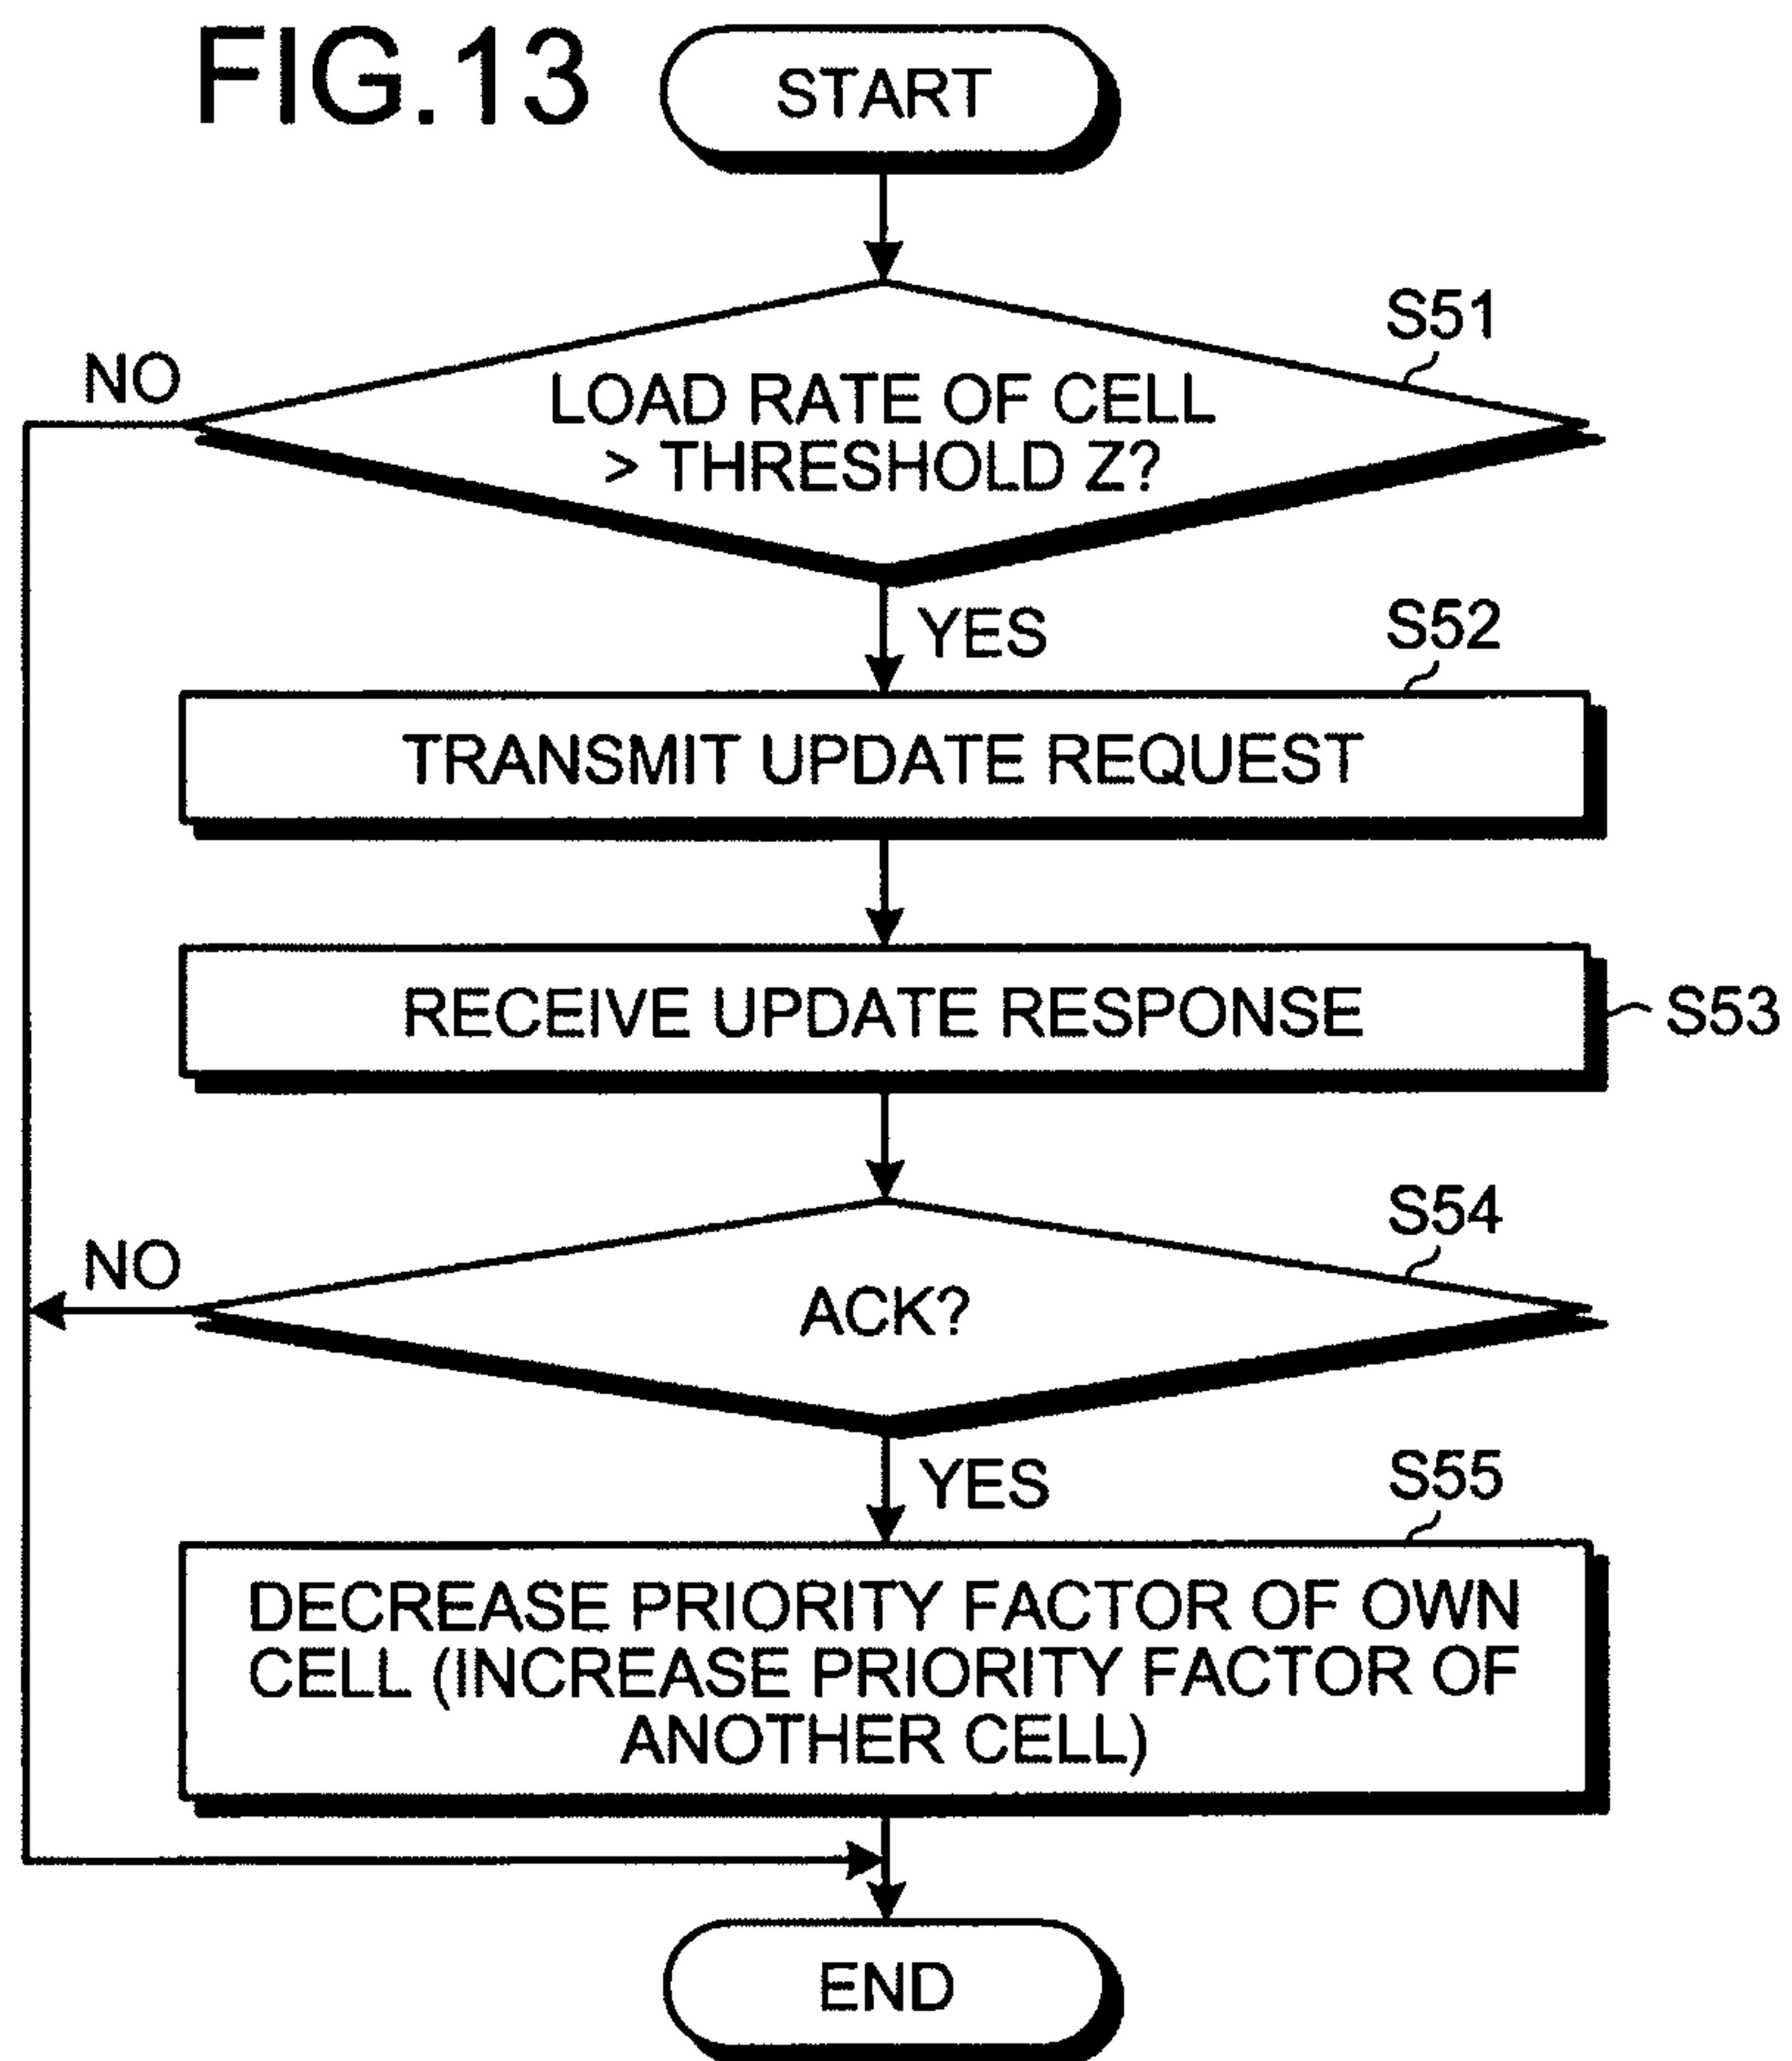 FIG.13
START
S51
NO
LOAD RATE OF CELL
> THRESHOLD Z?
YES
S52
TRANSMIT UPDATE REQUEST
RECEIVE UPDATE RESPONSE
S53
S54
NO
ACK?
YES
S55
DECREASE PRIORITY FACTOR OF OWN
CELL (INCREASE PRIORITY FACTOR OF
ANOTHER CELL)
END